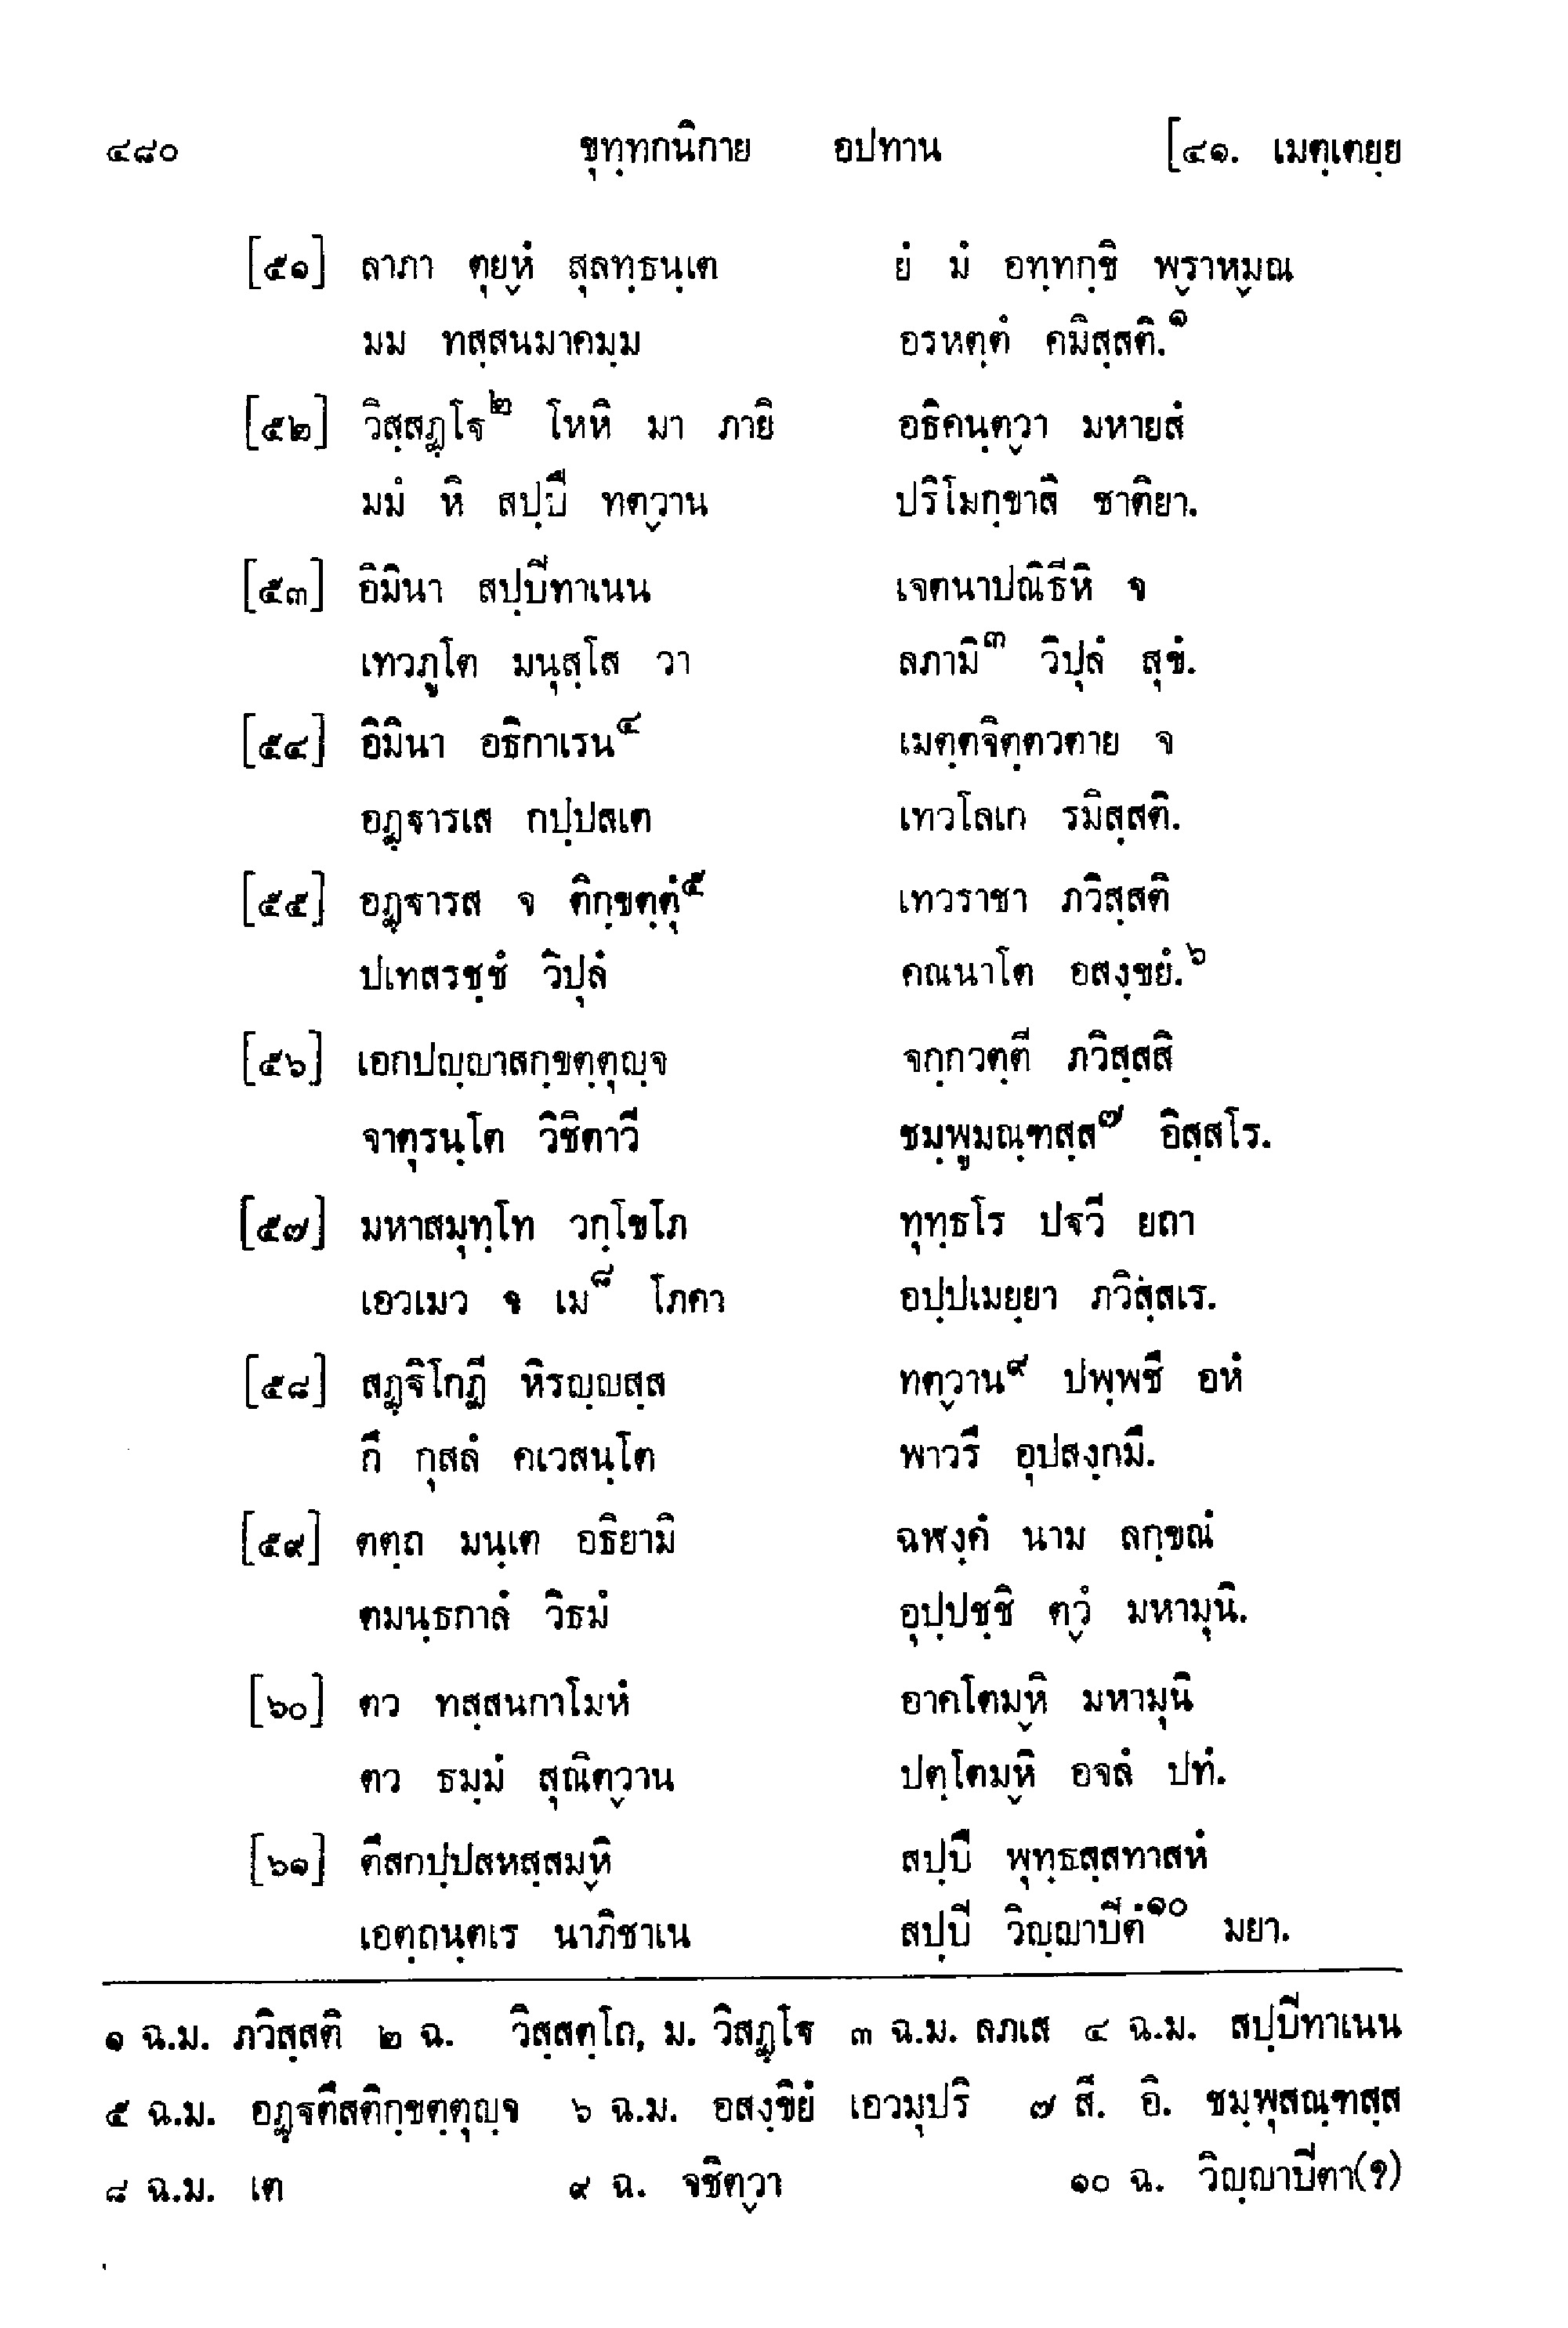 ๔๘๐ ขุทฺทกนิกาย อปทาน [๔๑. เมตฺเตยฺย
[๕๑] ลาภา ตุยฺหํ สุลทฺธนฺเต ยํ มํ อทฺทกฺขิ พฺราหฺมณ
มม ทสฺสนมาคมฺม อรหตฺตํ คมิสฺสติ.๑
[๕๒] วิสฺสฏฺโฐ๒ โหหิ มา ภายิ อธิคนฺตฺวา มหายสํ
มมํ หิ สปฺปึ ทตฺวาน ปริโมกฺขาสิ ชาติยา.
[๕๓] อิมินา สปฺปิทาเนน เจตนาปณิธีหิ จ
เทวภูโต มนุสฺโส วา ลภามิ๓ วิปุลํ สุขํ.
[๕๔] อิมินา อธิกาเรน๔ เมตฺตจิตฺตวตาย จ
อฏฺฐารเส กปฺปสเต เทวโลเก รมิสฺสติ.
[๕๕] อฏฺฐารส จ ติกฺขตฺตุํ๕ เทวราชา ภวิสฺสติ
ปเทสรชฺชํ วิปุลํ คณนาโต อสงฺขยํ.๖
[๕๖] เอกปญฺญาสกฺขตฺตุญฺจ จกฺกวตฺตี ภวิสฺสสิ
จาตุรนฺโต วิชิตาวี ชมฺพูมณฺฑสฺส๗ อิสฺสโร.
[๕๗] มหาสมุทฺโท วกฺโขโภ ทุทฺธโร ปฐวี ยถา
เอวเมว จ เม๘ โภคา อปฺปเมยฺยา ภวิสฺสเร.
[๕๘] สฏฺฐิโกฏี หิรญฺญสฺส ทตฺวาน๙ ปพฺพชึ อหํ
กึ กุสลํ คเวสนฺโต พาวรึ อุปสงฺกมึ.
[๕๙] ตตฺถ มนฺเต อธิยามิ ฉฬงฺคํ นาม ลกฺขณํ
ตมนฺธการํ วิธมํ อุปฺปชฺชิ ตฺวํ มหามุนิ.
[๖๐] ตว ทสฺสนกาโมหํ อาคโตมฺหิ มหามุนิ
ตว ธมฺมํ สุณิตฺวาน ปตฺโตมฺหิ อจลํ ปทํ.
[๖๑] ตึสกปฺปสหสฺสมฺหิ สปฺปึ พุทฺธสฺสทาสหํ
เอตฺถนฺตเร นาภิชาเน สปฺปึ วิญฺญาปิตํ๑๐ มยา.
๑ ฉ.ม. ภวิสฺสติ ๒ ฉ. วิสฺสตฺโถ, ม. วิสฏฺโฐ ๓ ฉ.ม. ลภเส ๔ ฉ.ม. สปฺปิทาเนน
๕ ฉ.ม. อฏฺฐตึสติกฺขตฺตุญฺจ ๖ ฉ.ม. อสงฺขิยํ เอวมุปริ ๗ สี. อิ. ชมฺพุสณฺฑสฺส
๘ ฉ.ม. เต ๙ ฉ. จชิตฺวา ๑๐ ฉ. วิญฺญาปิตา(?)